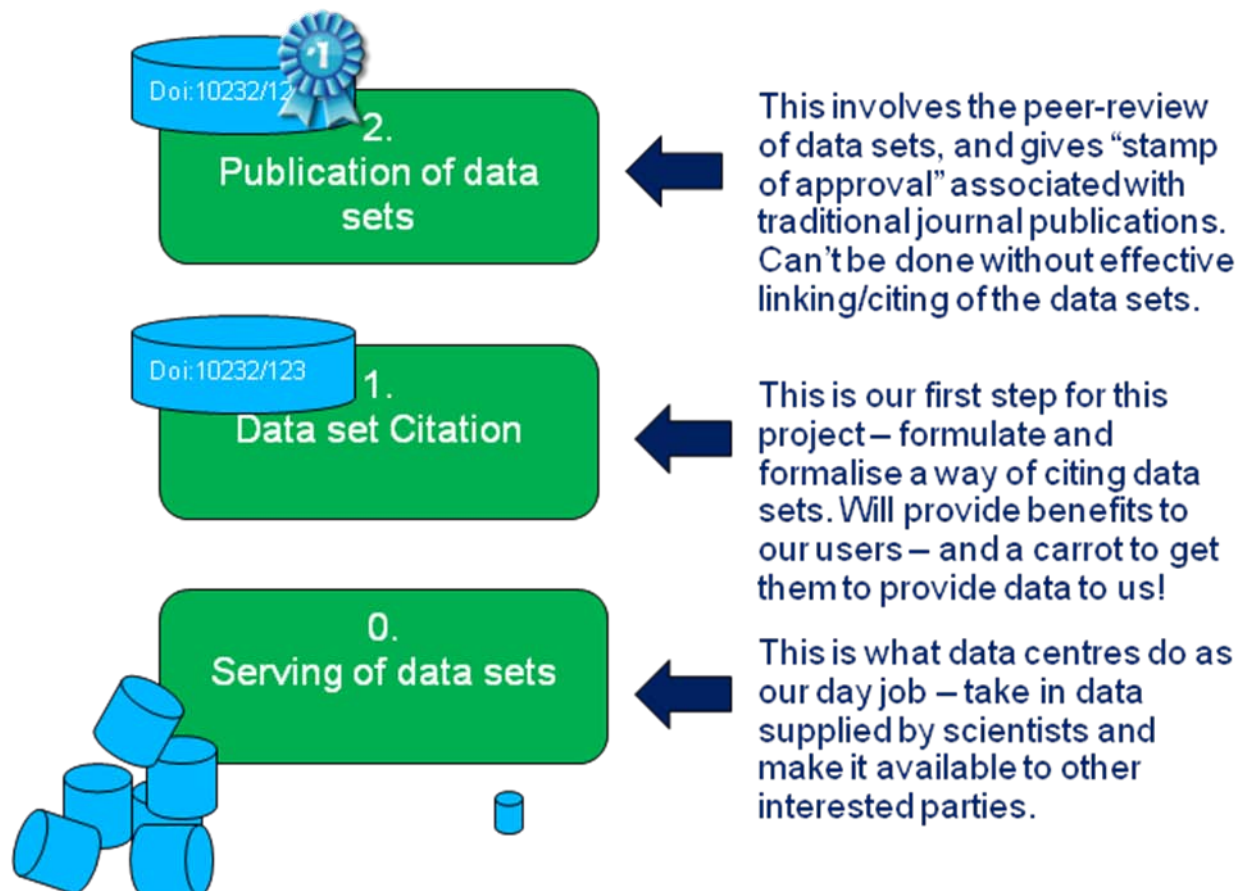 #1
Doi:10232/12
2.
Publication of data
sets
This involves the peer-review
of data sets, and gives “stamp
of approval” associated with
traditional journal publications.
Can’t be done without effective
linking/citing of the data sets.
Doi:10232/123
1.
Data set Citation
This is our first step for this
project – formulate and
formalise a way of citing data
sets. Will provide benefits to
our users – and a carrot to get
them to provide data to us!
0.
Serving of data sets
This is what data centres do as
our day job – take in data
supplied by scientists and
make it available to other
interested parties.